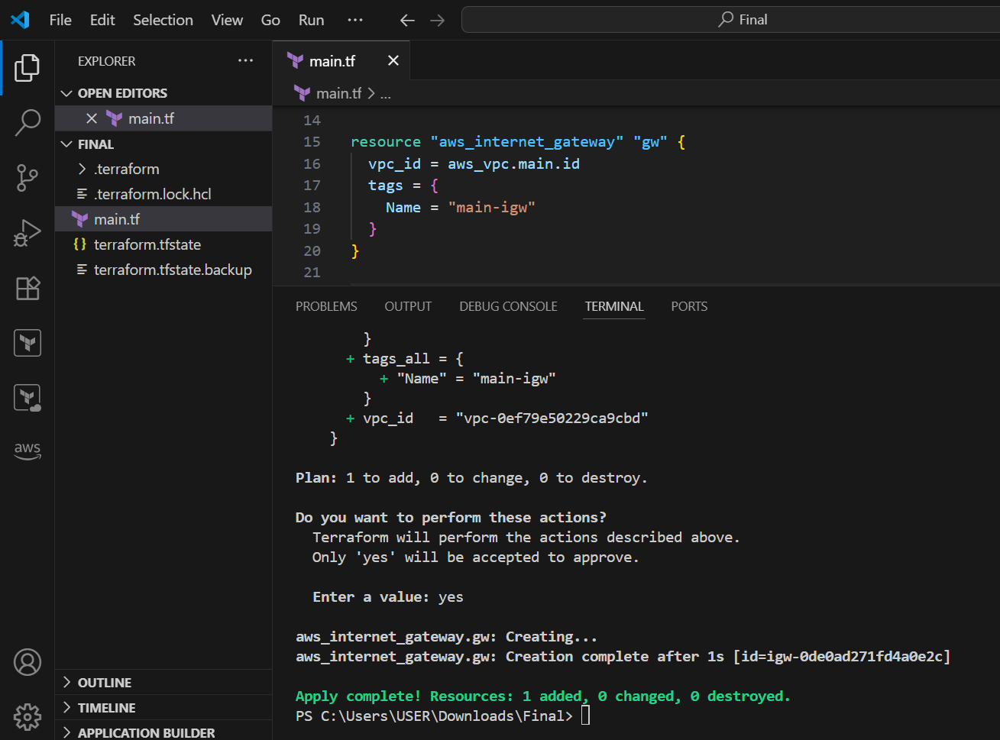 File Edit Selection View Go Run ··· Final
EXPLORER ···
OPEN EDITORS
main.tf
FINAL
.terraform
.terraform.lock.hcl
main.tf
terraform.tfstate
terraform.tfstate.backup
aws
OUTLINE
TIMELINE
APPLICATION BUILDER
main.tf
main.tf > ...
14
15 resource "aws_internet_gateway" "gw" {
16 vpc_id = aws_vpc.main.id
17 tags = {
18 Name = "main-igw"
19 }
20 }
21
PROBLEMS OUTPUT DEBUG CONSOLE TERMINAL PORTS
}
+ tags_all = {
+ "Name" = "main-igw"
}
+ vpc_id = "vpc-0ef79e50229ca9cbd"
}
Plan: 1 to add, 0 to change, 0 to destroy.
Do you want to perform these actions?
Terraform will perform the actions described above.
Only 'yes' will be accepted to approve.
Enter a value: yes
aws_internet_gateway.gw: Creating...
aws_internet_gateway.gw: Creation complete after 1s [id=igw-0de0ad271fd4a0e2c]
Apply complete! Resources: 1 added, 0 changed, 0 destroyed.
PS C:\Users\USER\Downloads\Final>